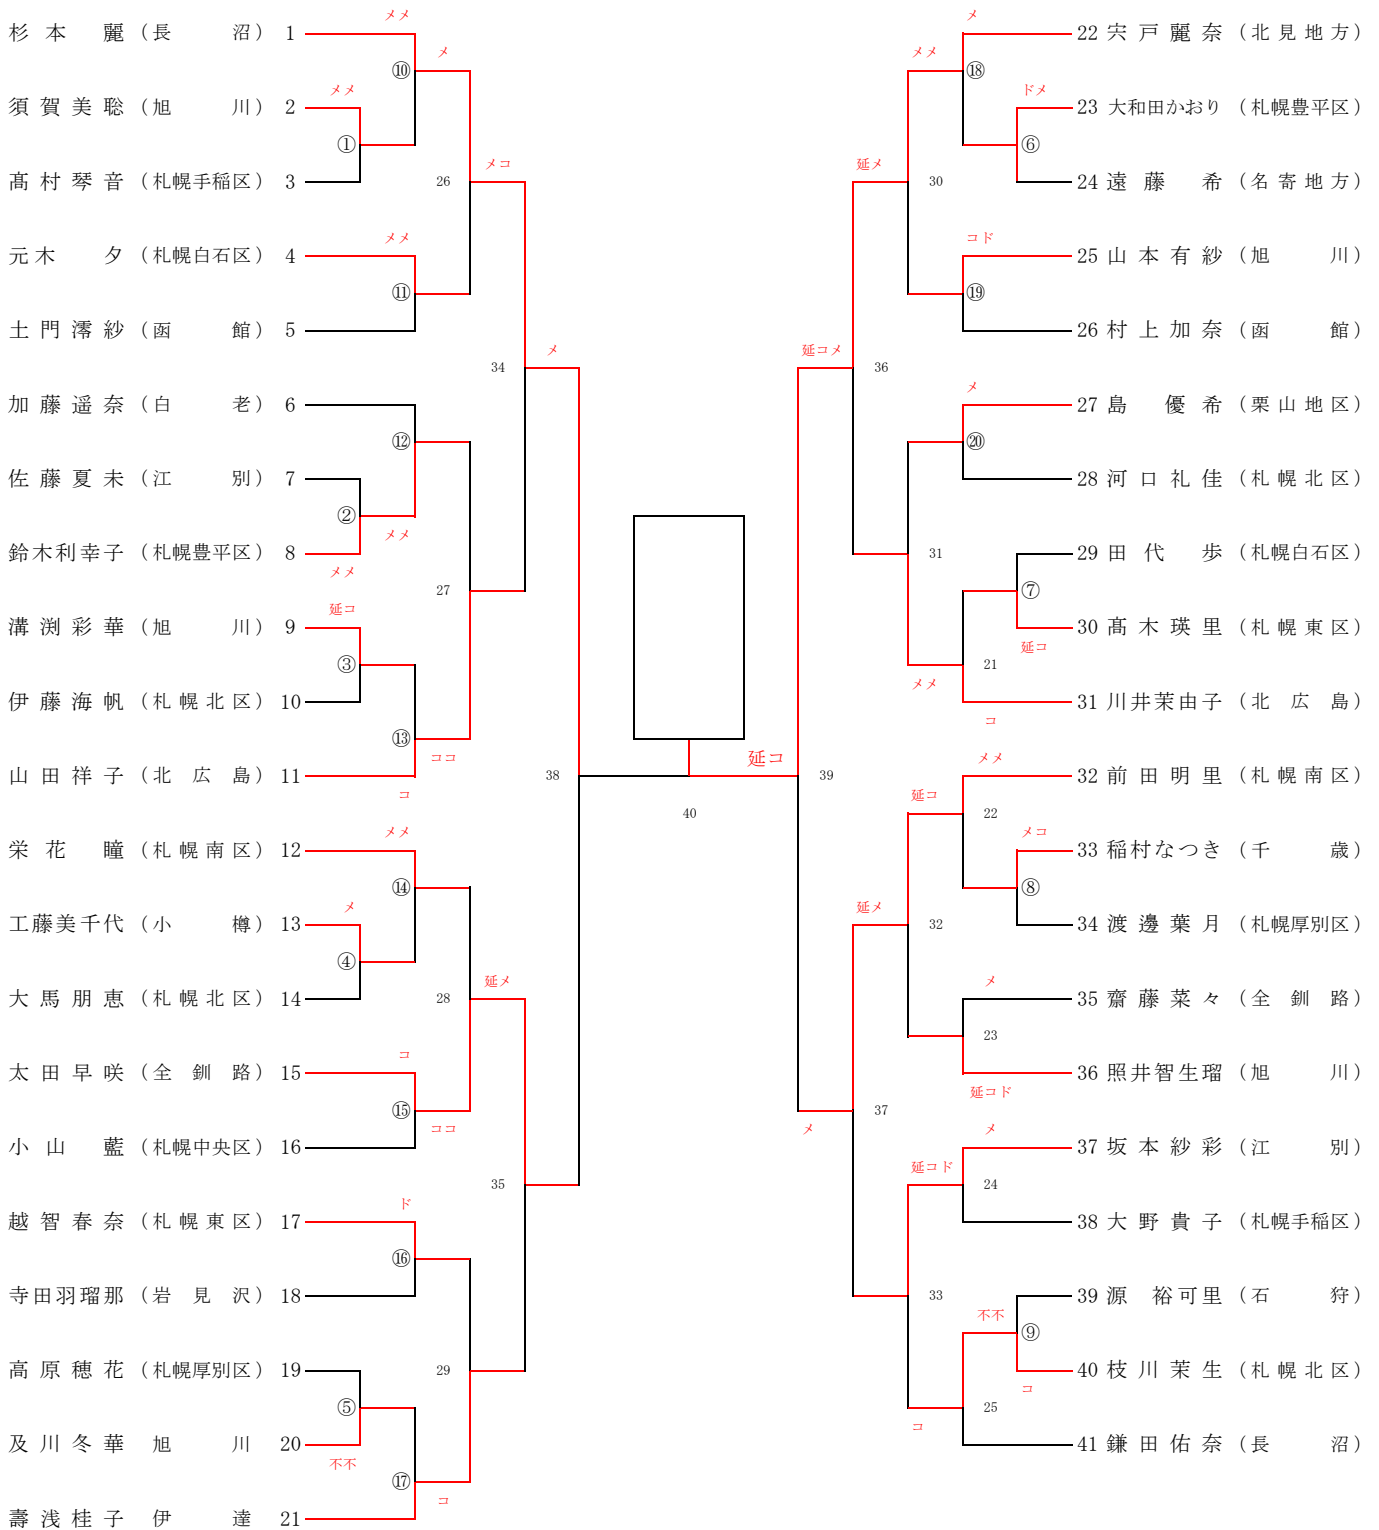 杉本麗（長沼）1
須賀美聡（旭川）2
髙村琴音（札幌手稲区）3
元木夕（札幌白石区）4
土門澪紗（函館）5
加藤遥奈（白老）6
佐藤夏未（江別）7
鈴木利幸子（札幌豊平区）8
溝渕彩華（旭川）9
伊藤海帆（札幌北区）10
山田祥子（北広島）11
栄花瞳（札幌南区）12
工藤美千代（小樽）13
大馬朋恵（札幌北区）14
太田早咲（全釧路）15
小山藍（札幌中央区）16
越智春奈（札幌東区）17
寺田羽瑠那（岩見沢）18
高原穂花（札幌厚別区）19
及川冬華 旭川 20
壽浅桂子 伊達 21
メメ
メメ
メメ
メメ
メメ
延コ
コ
メメ
メ
コ
ド
不不
①
②
③
④
⑤
⑩
⑪
⑫
⑬
⑭
⑮
⑯
⑰
メ
ココ
ココ
コ
26
27
28
29
メコ
延メ
34
35
メ
38
40
延コ
39
延コメ
メ
36
37
延メ
延メ
30
31
32
33
メメ
メメ
延コ
延コド
コ
⑱
⑲
⑳
21
22
23
24
25
メ
コド
メ
コ
メメ
メ
延コド
メ
不不
⑥
⑦
⑧
⑨
ドメ
延コ
メコ
コ
22 宍戸麗奈（北見地方）
23 大和田かおり（札幌豊平区）
24 遠藤希（名寄地方）
25 山本有紗（旭川）
26 村上加奈（函館）
27 島優希（栗山地区）
28 河口礼佳（札幌北区）
29 田代歩（札幌白石区）
30 髙木瑛里（札幌東区）
31 川井茉由子（北広島）
32 前田明里（札幌南区）
33 稲村なつき（千歳）
34 渡邊葉月（札幌厚別区）
35 齋藤菜々（全釧路）
36 照井智生瑠（旭川）
37 坂本紗彩（江別）
38 大野貴子（札幌手稲区）
39 源裕可里（石狩）
40 枝川茉生（札幌北区）
41 鎌田佑奈（長沼）